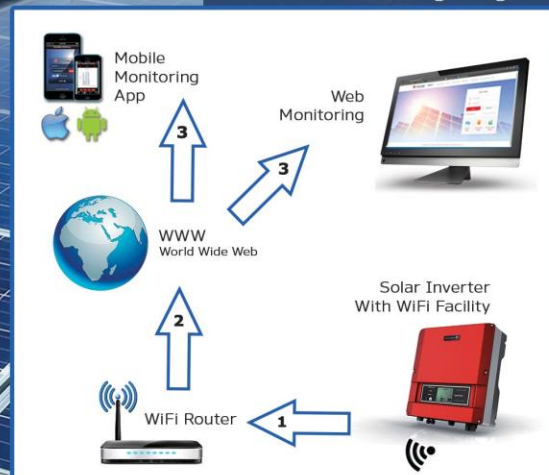 Mobile
Monitoring
App
Web
Monitoring
3
3
WWW
World Wide Web
Solar Inverter
With WiFi Facility
2
WiFi Router
1